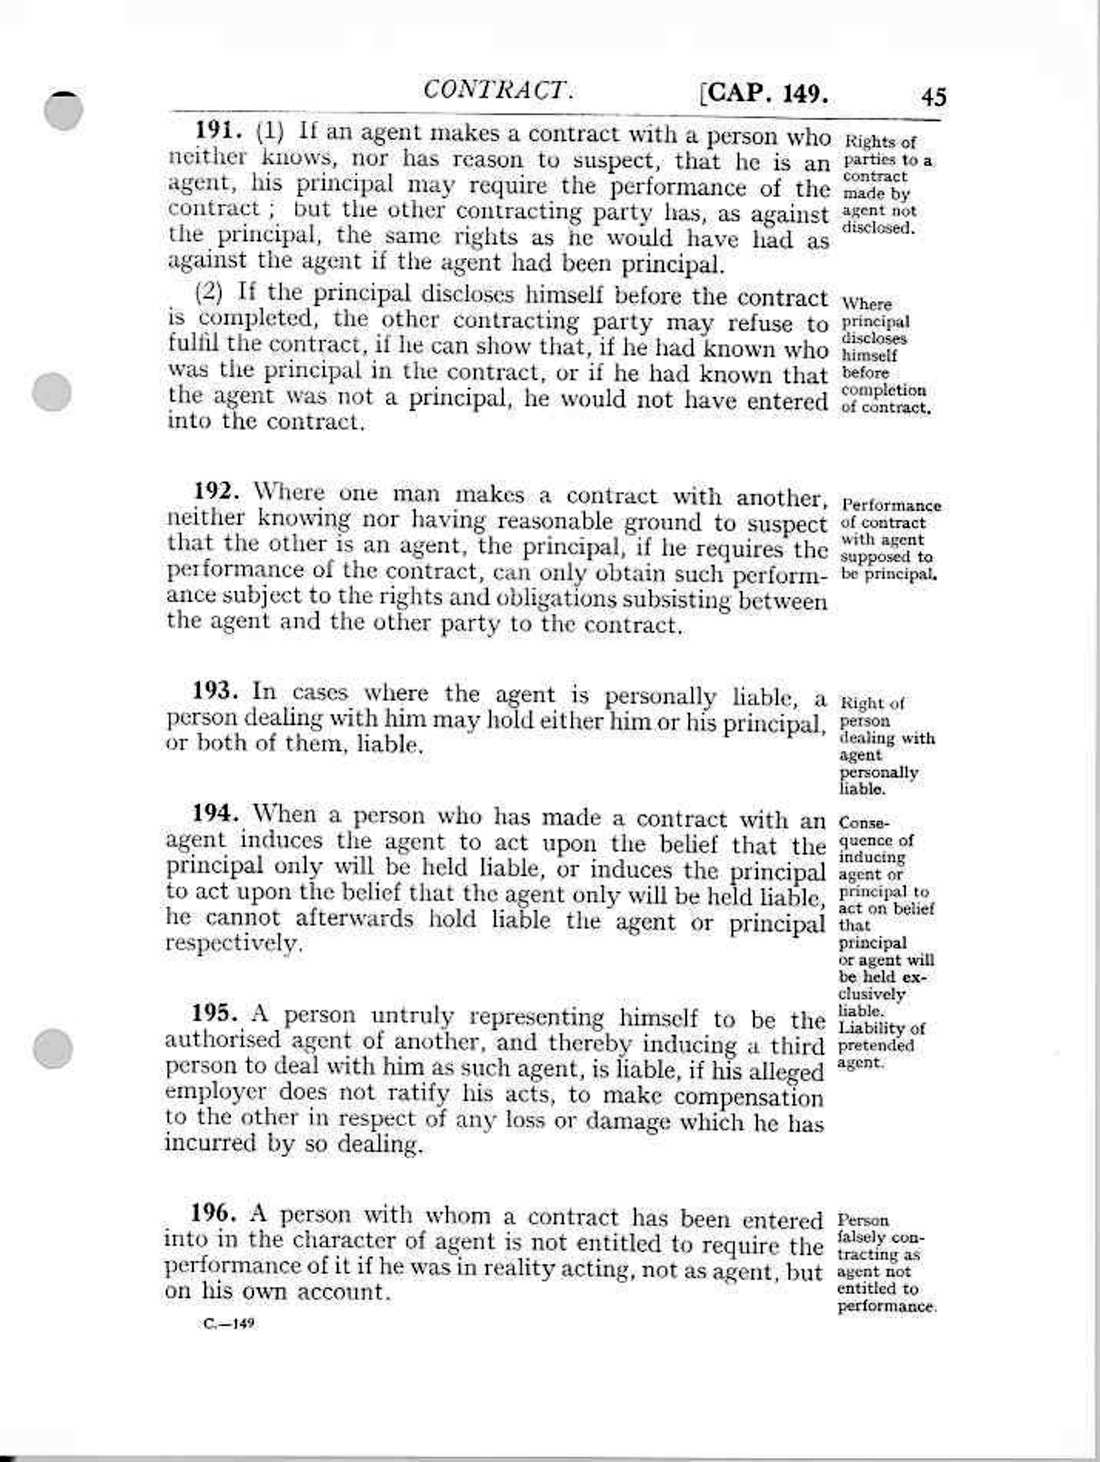 CONTRACT. [CAP. 149. 45
191. (1) If an agent makes a contract with a person who
neither knows, nor has reason to suspect, that he is an
agent, his principal may require the performance of the
contract ; but the other contracting party has, as against
the principal, the same rights as he would have had as
against the agent if the agent had been principal.
Rights of
parties to a
contract
made by
agent not
disclosed.
(2) If the principal discloses himself before the contract
is completed, the other contracting party may refuse to
fulfil the contract, if he can show that, if he had known who
was the principal in the contract, or if he had known that
the agent was not a principal, he would not have entered
into the contract.
Where
principal
discloses
himself
before
completion
of contract.
192. Where one man makes a contract with another,
neither knowing nor having reasonable ground to suspect
that the other is an agent, the principal, if he requires the
performance of the contract, can only obtain such perform-
ance subject to the rights and obligations subsisting between
the agent and the other party to the contract.
Performance
of contract
with agent
supposed to
be principal.
193. In cases where the agent is personally liable, a
person dealing with him may hold either him or his principal,
or both of them, liable.
Right of
person
dealing with
agent
personally
liable.
194. When a person who has made a contract with an
agent induces the agent to act upon the belief that the
principal only will be held liable, or induces the principal
to act upon the belief that the agent only will be held liable,
he cannot afterwards hold liable the agent or principal
respectively.
Conse-
quence of
inducing
agent or
principal to
act on belief
that
principal
or agent will
be held ex-
clusively
liable.
195. A person untruly representing himself to be the
authorised agent of another, and thereby inducing a third
person to deal with him as such agent, is liable, if his alleged
employer does not ratify his acts, to make compensation
to the other in respect of any loss or damage which he has
incurred by so dealing.
Liability of
pretended
agent.
196. A person with whom a contract has been entered
into in the character of agent is not entitled to require the
performance of it if he was in reality acting, not as agent, but
on his own account.
Person
falsely con-
tracting as
agent not
entitled to
performance.
C.—149